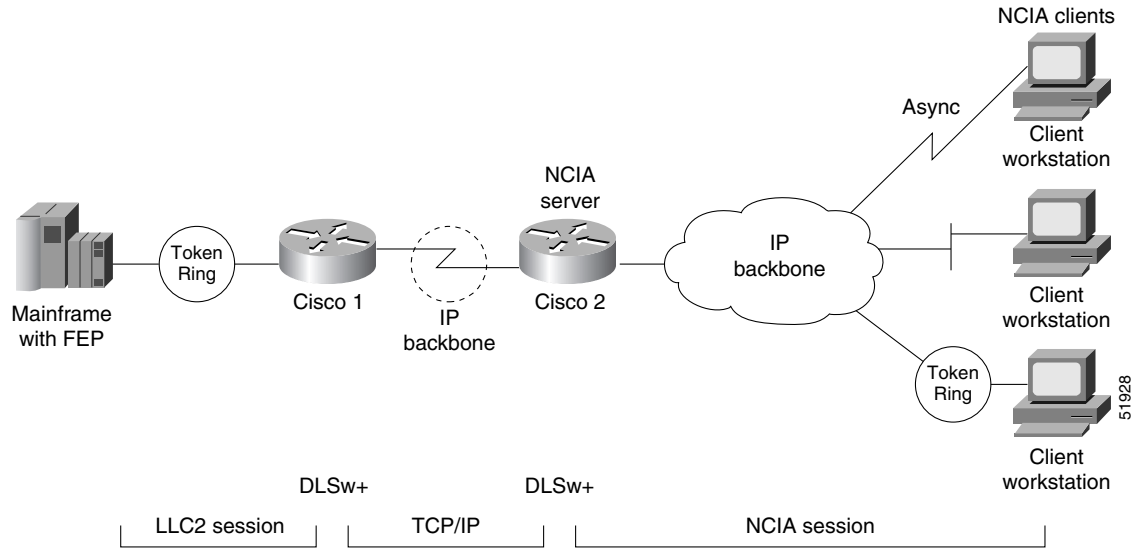 NCIA clients
Async
Client
workstation
NCIA
server
Mainframe
with FEP
Token
Ring
Cisco 1
IP
backbone
Cisco 2
IP
backbone
Client
workstation
Token
Ring
Client
workstation
51928
DLSw+
DLSw+
LLC2 session
TCP/IP
NCIA session